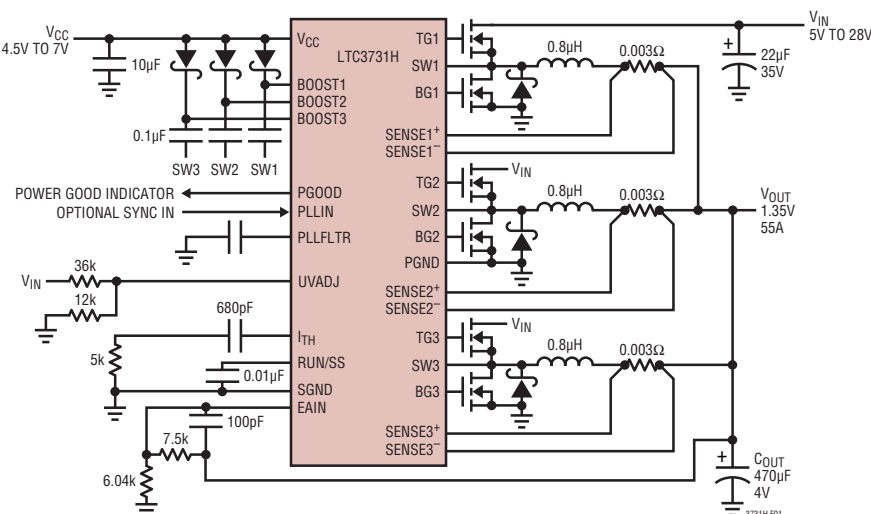 VCC
4.5V TO 7V
10µF
0.1µF
SW3 SW2 SW1
POWER GOOD INDICATOR
OPTIONAL SYNC IN
VIN
36k
12k
680pF
5k
0.01µF
100pF
7.5k
6.04k
LTC3731H
VCC
BOOST1
BOOST2
BOOST3
PGOOD
PLLIN
PLLFLTR
UVADJ
ITH
RUN/SS
SGND
EAIN
TG1
SW1
BG1
SENSE1+
SENSE1–
TG2
SW2
BG2
PGND
SENSE2+
SENSE2–
TG3
SW3
BG3
SENSE3+
SENSE3–
0.8µH
0.003Ω
VIN
0.8µH
0.003Ω
VIN
0.8µH
0.003Ω
VIN
5V TO 28V
+
22µF
35V
VOUT
1.35V
55A
+
COUT
470µF
4V
3731H F01